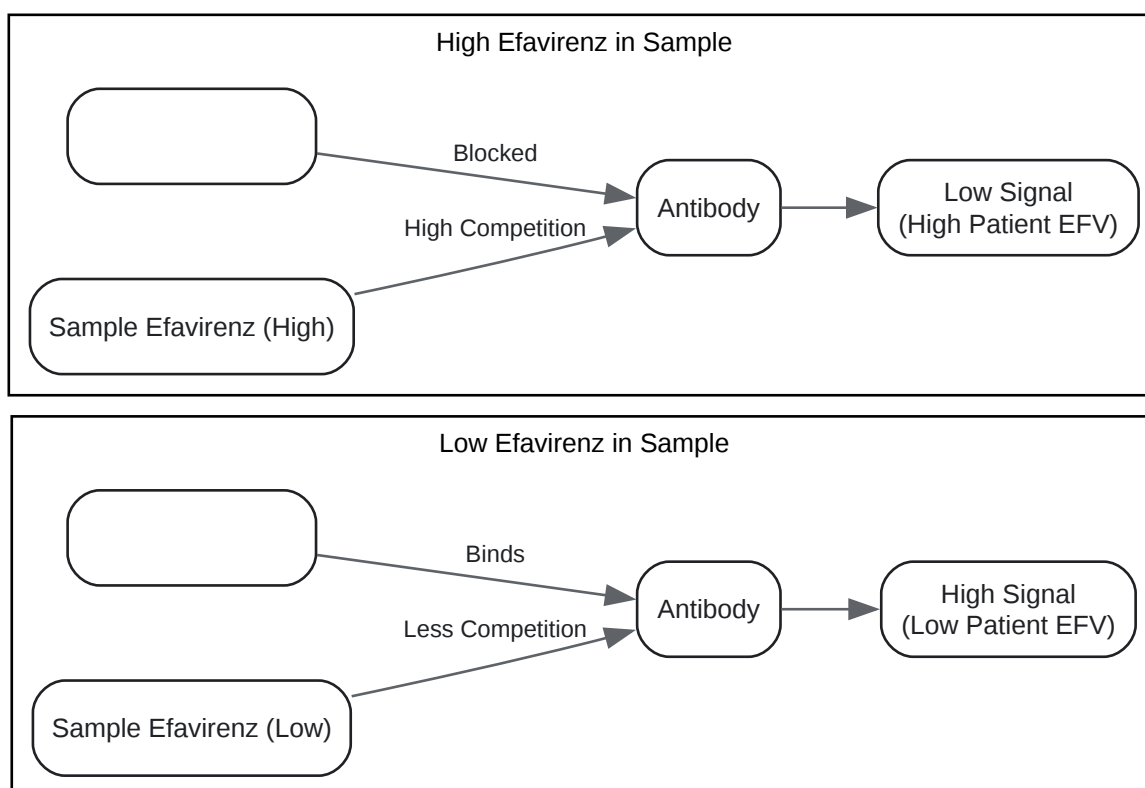 High Efavirenz in Sample
Blocked
High Competition
Antibody
Low Signal
(High Patient EFV)
Sample Efavirenz (High)
Low Efavirenz in Sample
Binds
Less Competition
Antibody
High Signal
(Low Patient EFV)
Sample Efavirenz (Low)